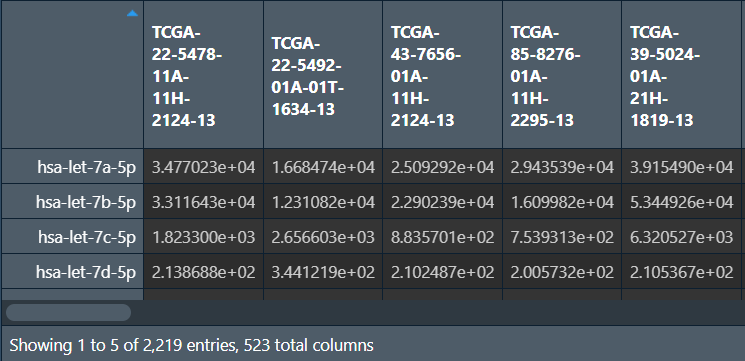 TCGA-
22-5478-
11A-
11H-
2124-13
TCGA-
22-5492-
01A-01T-
1634-13
TCGA-
43-7656-
01A-
11H-
2124-13
TCGA-
85-8276-
01A-
11H-
2295-13
TCGA-
39-5024-
01A-
21H-
1819-13
hsa-let-7a-5p 3.477023e+04 1.668474e+04 2.509292e+04 2.943539e+04 3.915490e+04
hsa-let-7b-5p 3.311643e+04 1.231082e+04 2.290239e+04 1.609982e+04 5.344926e+04
hsa-let-7c-5p 1.823300e+03 2.656603e+03 8.835701e+02 7.539313e+02 6.320527e+03
hsa-let-7d-5p 2.138688e+02 3.441219e+02 2.102487e+02 2.005732e+02 2.105367e+02
Showing 1 to 5 of 2,219 entries, 523 total columns